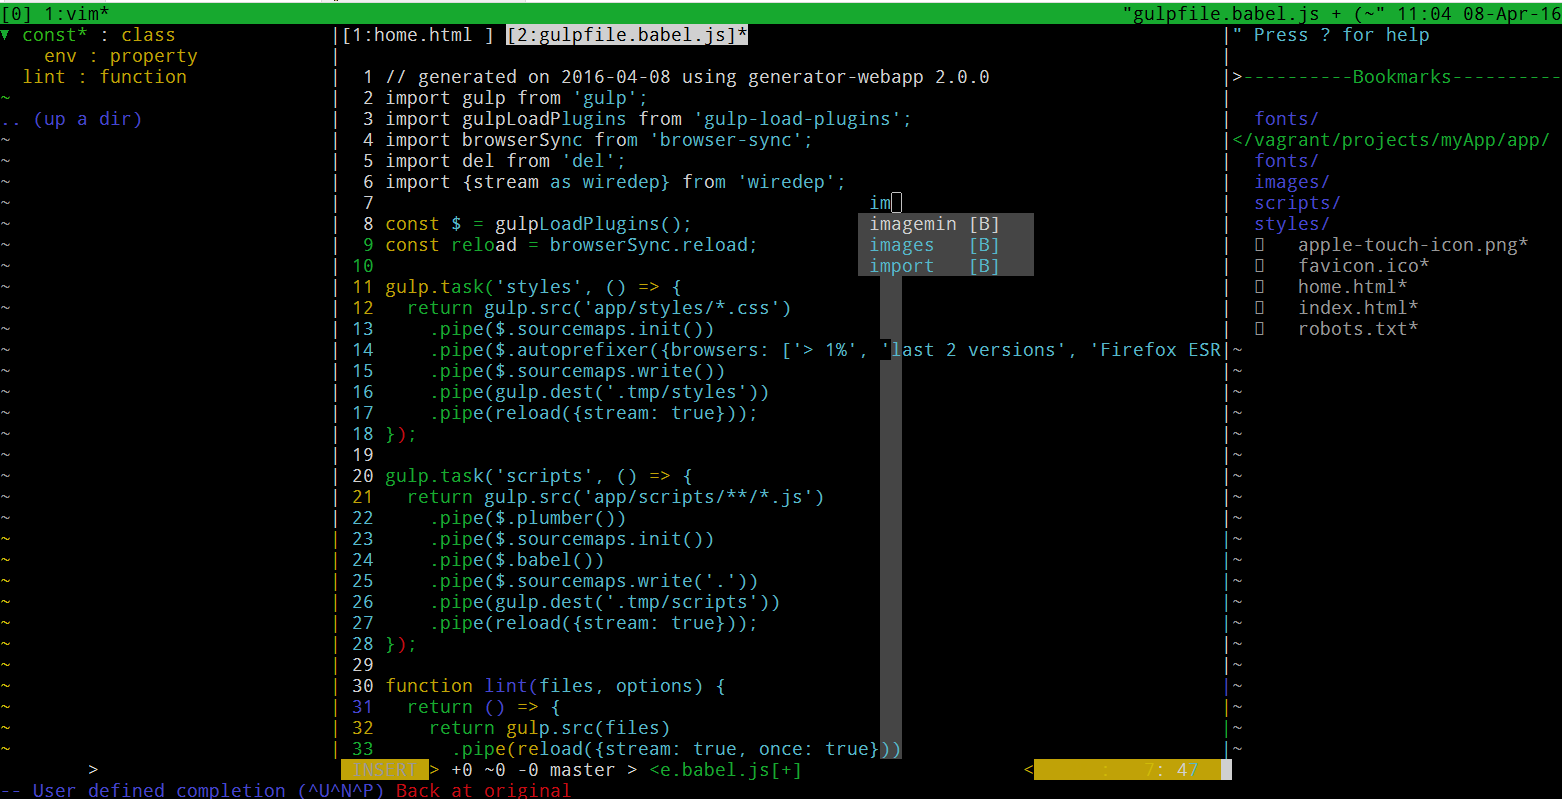 [0] 1:vim* "gulpfile.babel.js + (~" 11:04 08-Apr-16
▼ const* : class
env : property
lint : function
~
.. (up a dir)
[1:home.html ] [2:gulpfile.babel.js]*
1 // generated on 2016-04-08 using generator-webapp 2.0.0
2 import gulp from 'gulp';
3 import gulpLoadPlugins from 'gulp-load-plugins';
4 import browserSync from 'browser-sync';
5 import del from 'del';
6 import {stream as wiredep} from 'wiredep';
7 im
8 const $ = gulpLoadPlugins();
9 const reload = browserSync.reload;
10
imagemin [B]
images [B]
import [B]
11 gulp.task('styles', () => {
12 return gulp.src('app/styles/*.css')
13 .pipe($.sourcemaps.init())
14 .pipe($.autoprefixer({browsers: ['> 1%', 'last 2 versions', 'Firefox ESR
15 .pipe($.sourcemaps.write())
16 .pipe(gulp.dest('.tmp/styles'))
17 .pipe(reload({stream: true}));
18 });
19
20 gulp.task('scripts', () => {
21 return gulp.src('app/scripts/**/*.js')
22 .pipe($.plumber())
23 .pipe($.sourcemaps.init())
24 .pipe($.babel())
25 .pipe($.sourcemaps.write('.'))
26 .pipe(gulp.dest('.tmp/scripts'))
27 .pipe(reload({stream: true}));
28 });
29
30 function lint(files, options) {
31 return () => {
32 return gulp.src(files)
33 .pipe(reload({stream: true, once: true}))
" Press ? for help
>----------Bookmarks----------
fonts/
</vagrant/projects/myApp/app/
fonts/
images/
scripts/
styles/
apple-touch-icon.png*
favicon.ico*
home.html*
index.html*
robots.txt*
> INSERT > +0 ~0 -0 master > <e.babel.js[+] < : 7: 4/
-- User defined completion (^U^N^P) Back at original